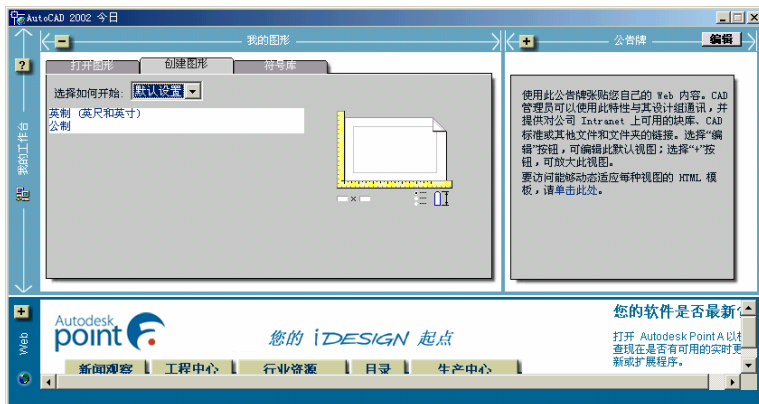 AutoCAD 2002 今日
我的图形
公告牌
编辑
打开图形 创建图形 符号库
选择如何开始: 默认设置
英制 (英尺和英寸)
公制
我的工作台
使用此公告牌张贴您自己的 Web 内容。CAD
管理员可以使用此特性与其设计组通讯,并
提供对公司 Intranet 上可用的块库、CAD
标准或其他文件和文件夹的链接。选择“编
辑”按钮,可编辑此默认视图;选择“+”按
钮,可放大此视图。
要访问能够动态适应每种视图的 HTML 模
板,请单击此处。
Web
Autodesk
point
您的 iDESIGN 起点
新闻观察 工程中心 行业资源 目录 生产中心
您的软件是否最新
打开 Autodesk Point A 以
查现在是否有可用的实时更
新或扩展程序。